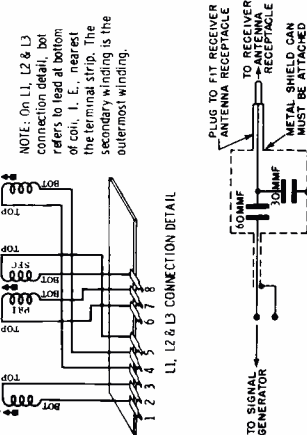 NOTE: On L1, L2 & L3
connection detail, bot
refers to lead at bottom
of coil, I. E., nearest
the terminal strip. The
secondary winding is the
outermost winding.
TOP
TOP
TOP
TOP
PRI
SEC
BOT
BOT
BOT
BOT
1 2 3 4 5 6 7 8
L1, L2 & L3 CONNECTION DETAIL
PLUG TO FIT RECEIVER
ANTENNA RECEPTACLE
TO RECEIVER
ANTENNA
RECEPTACLE
60MMF
30MMF
METAL SHIELD CAN
MUST BE ATTACHED
TO SIGNAL
GENERATOR